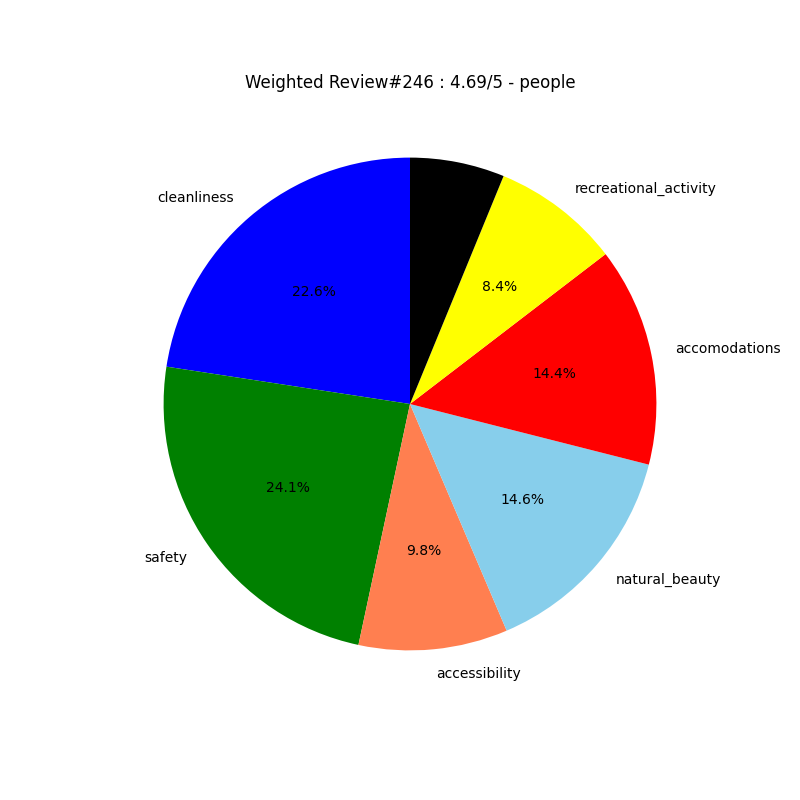 Weighted Review#246 : 4.69/5 - people
cleanliness
recreational_activity
22.6%
8.4%
accomodations
14.4%
24.1%
14.6%
safety
9.8%
natural_beauty
accessibility